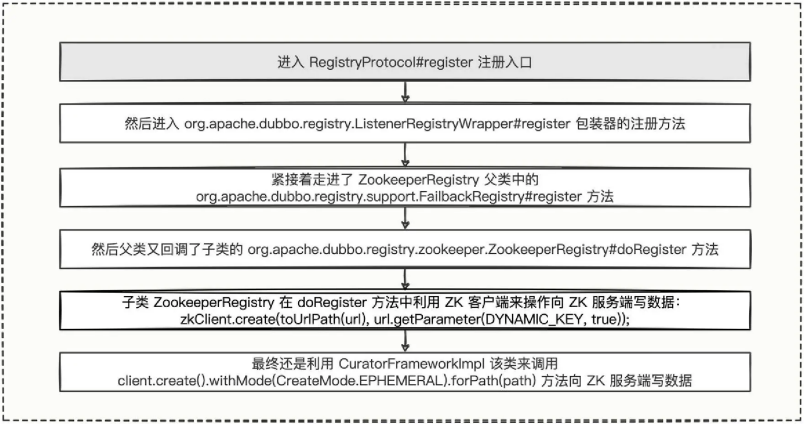 进入 RegistryProtocol#register 注册入口
然后进入 org.apache.dubbo.registry.ListenerRegistryWrapper#register 包装器的注册方法
紧接着走进了 ZookeeperRegistry 父类中的
org.apache.dubbo.registry.support.FailbackRegistry#register 方法
然后父类又回调了子类的 org.apache.dubbo.registry.zookeeper.ZookeeperRegistry#doRegister 方法
子类 ZookeeperRegistry 在 doRegister 方法中利用 ZK 客户端来操作向 ZK 服务端写数据：
zkClient.create(toUrlPath(url), url.getParameter(DYNAMIC_KEY, true));
最终还是利用 CuratorFrameworkImpl 该类来调用
client.create().withMode(CreateMode.EPHEMERAL).forPath(path) 方法向 ZK 服务端写数据